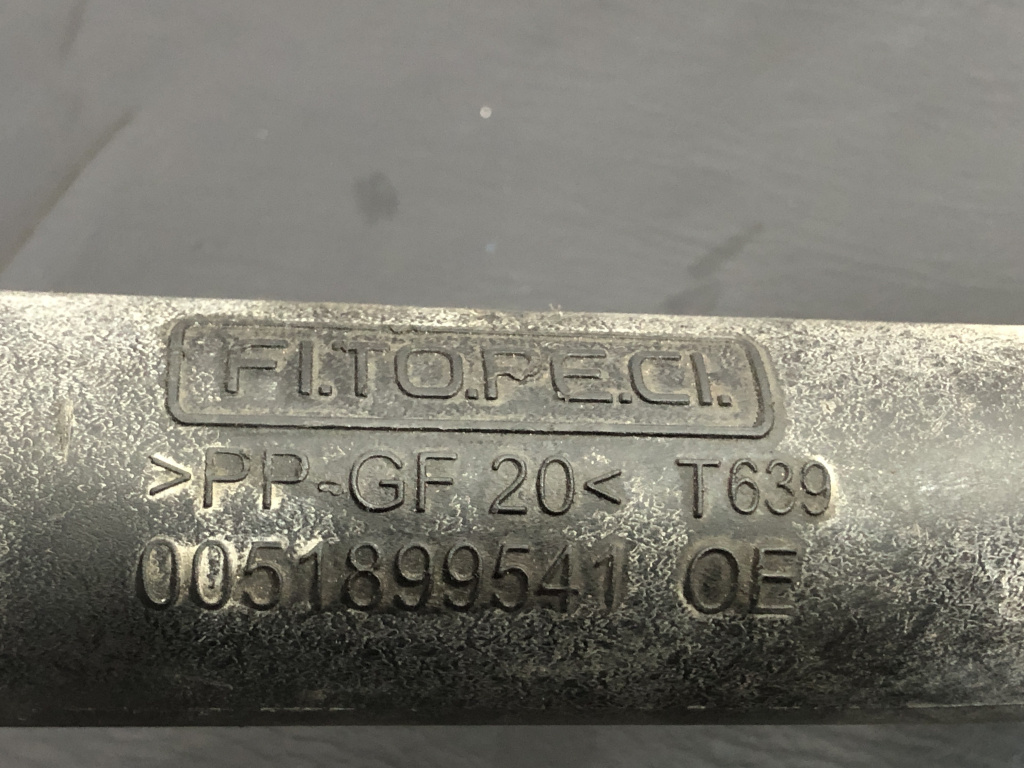 FI.TO.PE.CI.
>PP-GF 20< T639
0051899541 OE